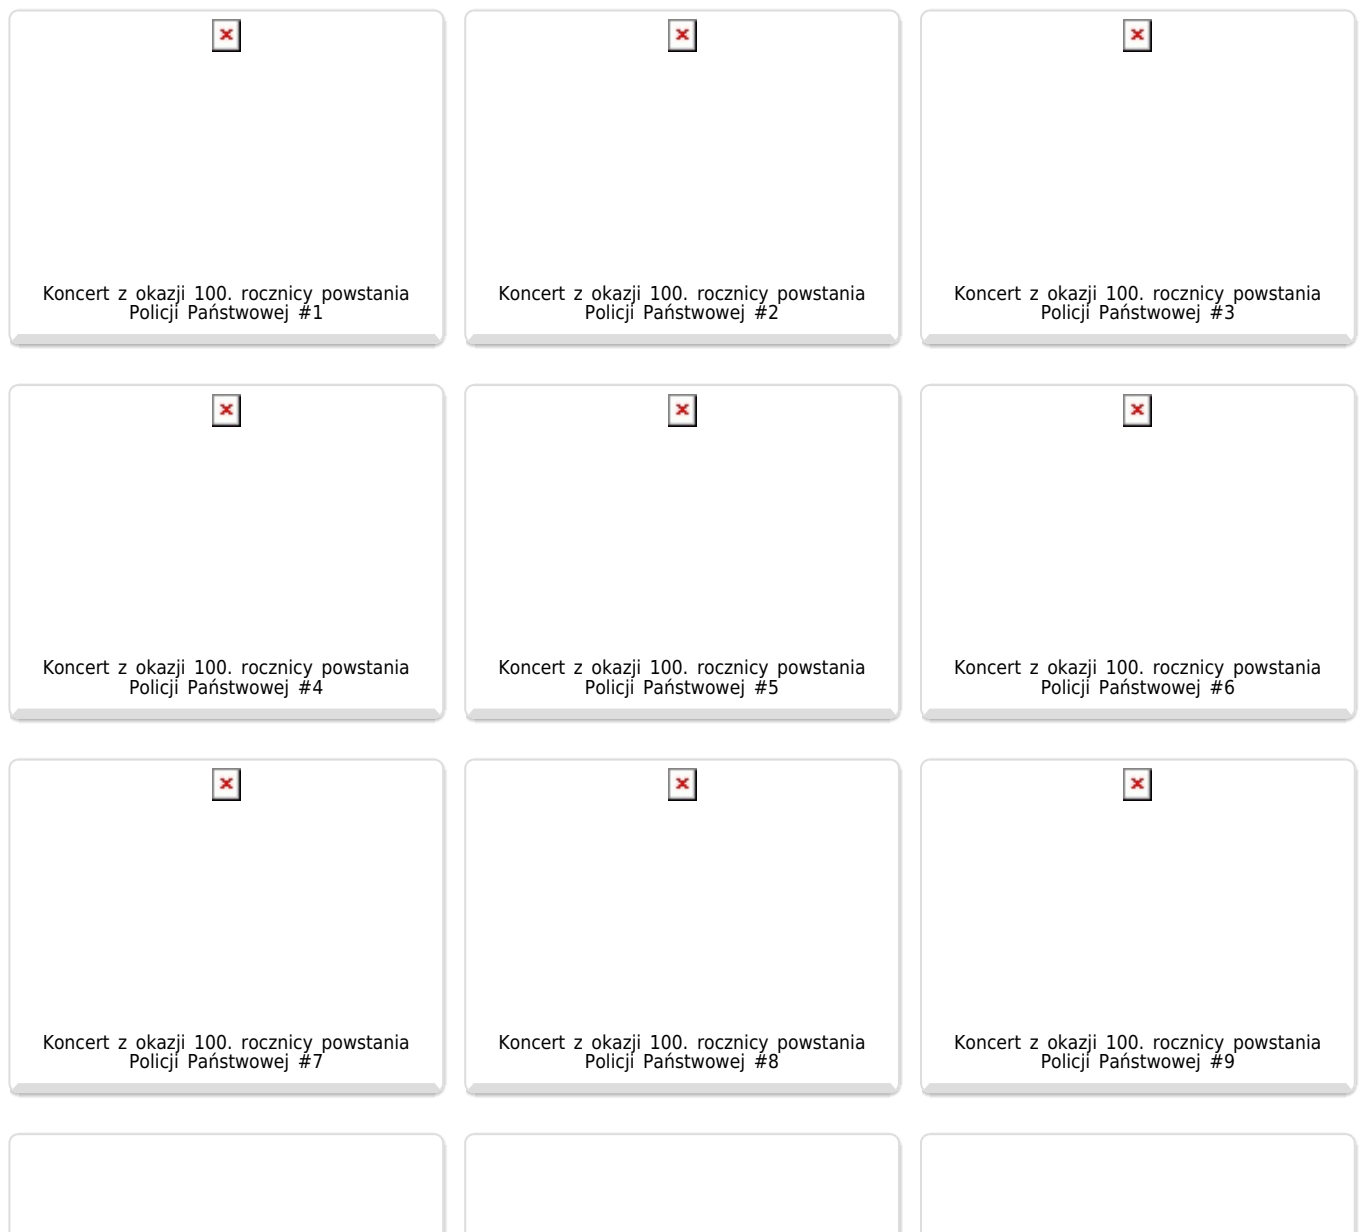 Koncert z okazji 100. rocznicy powstania
Policji Państwowej #1
Koncert z okazji 100. rocznicy powstania
Policji Państwowej #2
Koncert z okazji 100. rocznicy powstania
Policji Państwowej #3
Koncert z okazji 100. rocznicy powstania
Policji Państwowej #4
Koncert z okazji 100. rocznicy powstania
Policji Państwowej #5
Koncert z okazji 100. rocznicy powstania
Policji Państwowej #6
Koncert z okazji 100. rocznicy powstania
Policji Państwowej #7
Koncert z okazji 100. rocznicy powstania
Policji Państwowej #8
Koncert z okazji 100. rocznicy powstania
Policji Państwowej #9